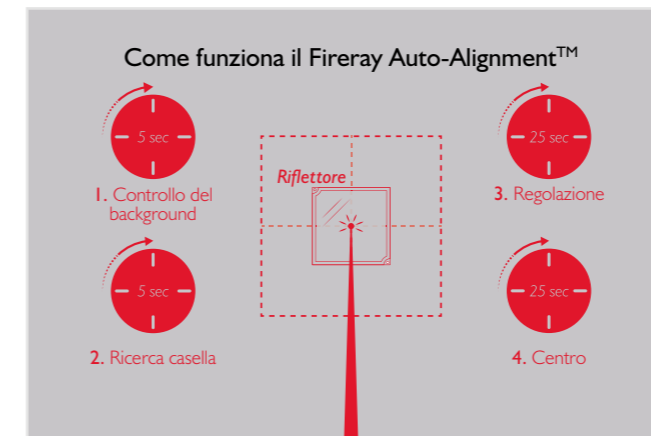 Come funziona il Fireray Auto-Alignment™
5 sec
1. Controllo del
background
5 sec
2. Ricerca casella
Riflettore
25 sec
3. Regolazione
25 sec
4. Centro